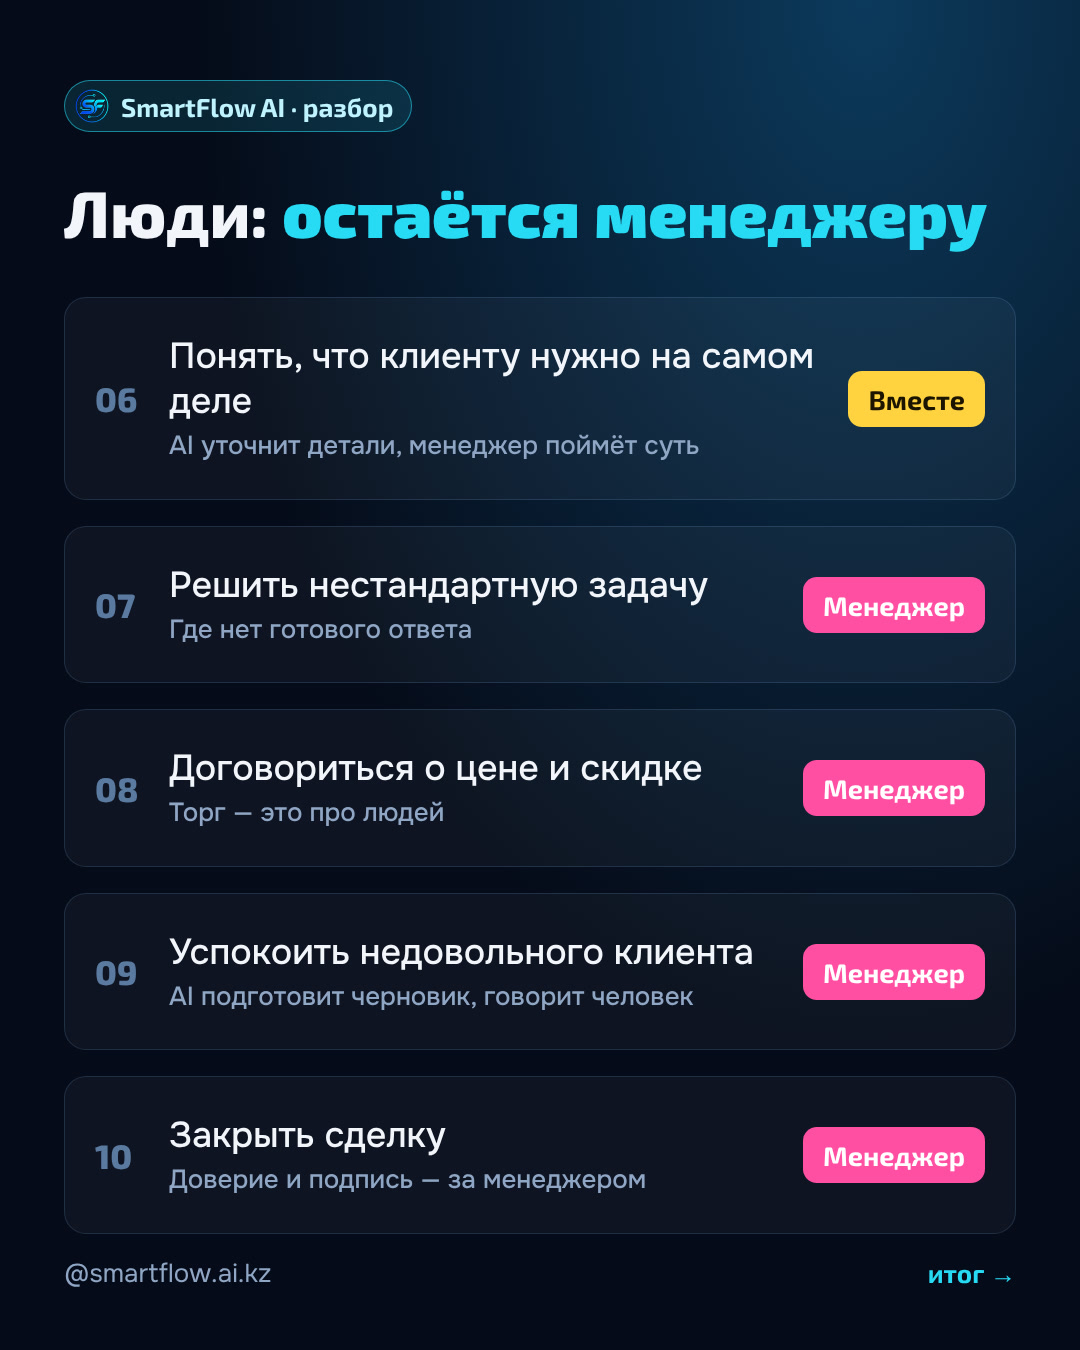 SF SmartFlow AI · разбор
Люди: остаётся менеджеру
06
Понять, что клиенту нужно на самом
деле
AI уточнит детали, менеджер поймёт суть
Вместе
07
Решить нестандартную задачу
Где нет готового ответа
Менеджер
08
Договориться о цене и скидке
Торг — это про людей
Менеджер
09
Успокоить недовольного клиента
AI подготовит черновик, говорит человек
Менеджер
10
Закрыть сделку
Доверие и подпись — за менеджером
Менеджер
@smartflow.ai.kz
итог →